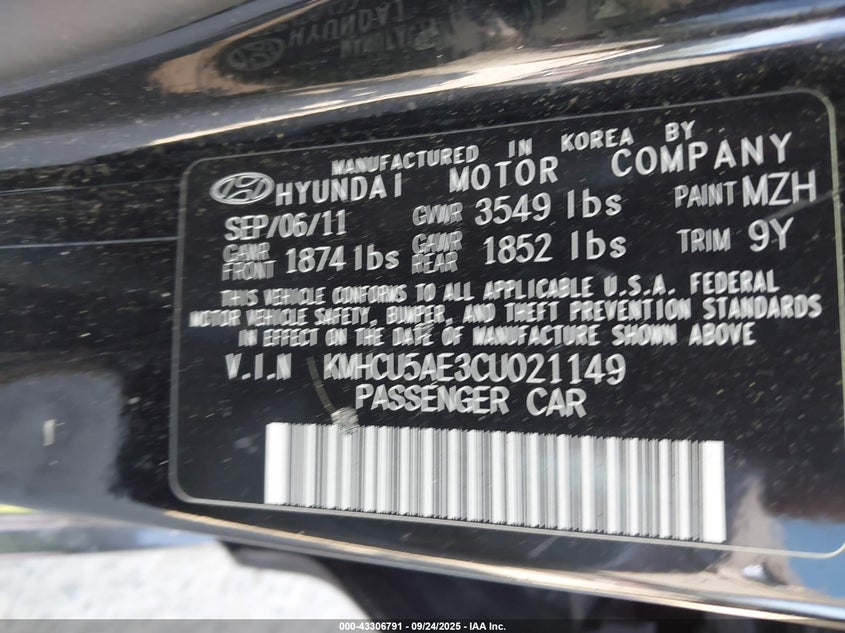 MANUFACTURED IN KOREA BY
HYUNDAI MOTOR COMPANY
SEP/06/11 GVWR 3549 lbs PAINT MZH
GAWR FRONT 1874 lbs GAWR REAR 1852 lbs TRIM 9Y
THIS VEHICLE CONFORMS TO ALL APPLICABLE U.S.A. FEDERAL
MOTOR VEHICLE SAFETY, BUMPER, AND THEFT PREVENTION STANDARDS
IN EFFECT ON THE DATE OF MANUFACTURE SHOWN ABOVE
V.I.N KMHCU5AE3CU021149
PASSENGER CAR
000-43306791 - 09/24/2025 - IAA Inc.